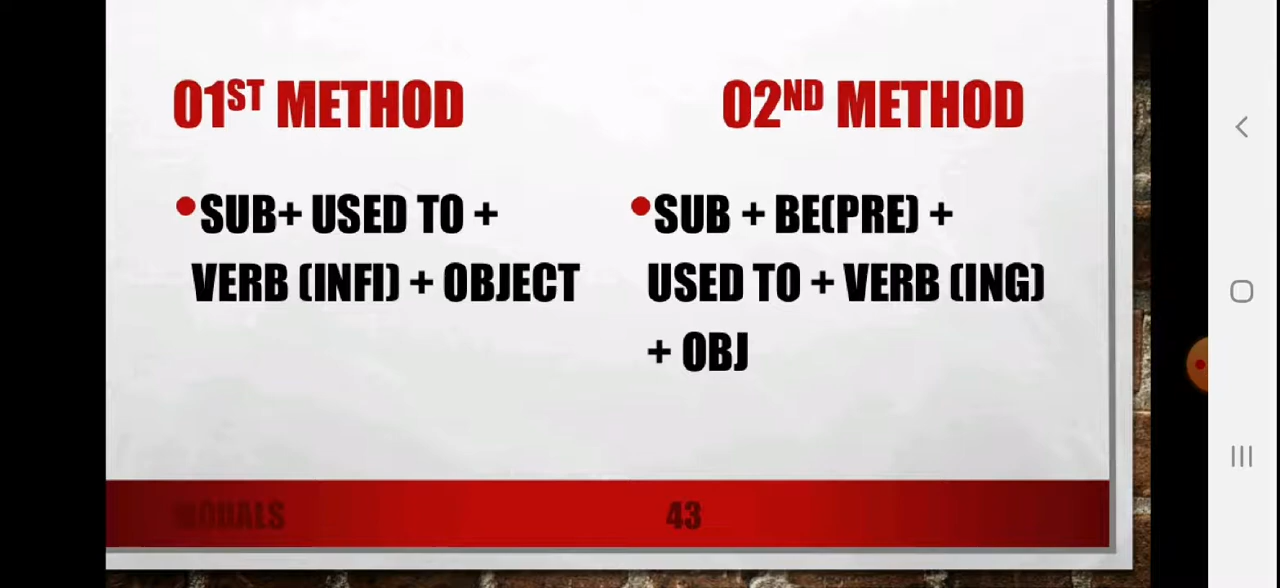 01ST METHOD
02ND METHOD
•SUB+ USED TO +
VERB (INFI) + OBJECT
•SUB + BE(PRE) +
USED TO + VERB (ING)
+ OBJ
MODALS
43